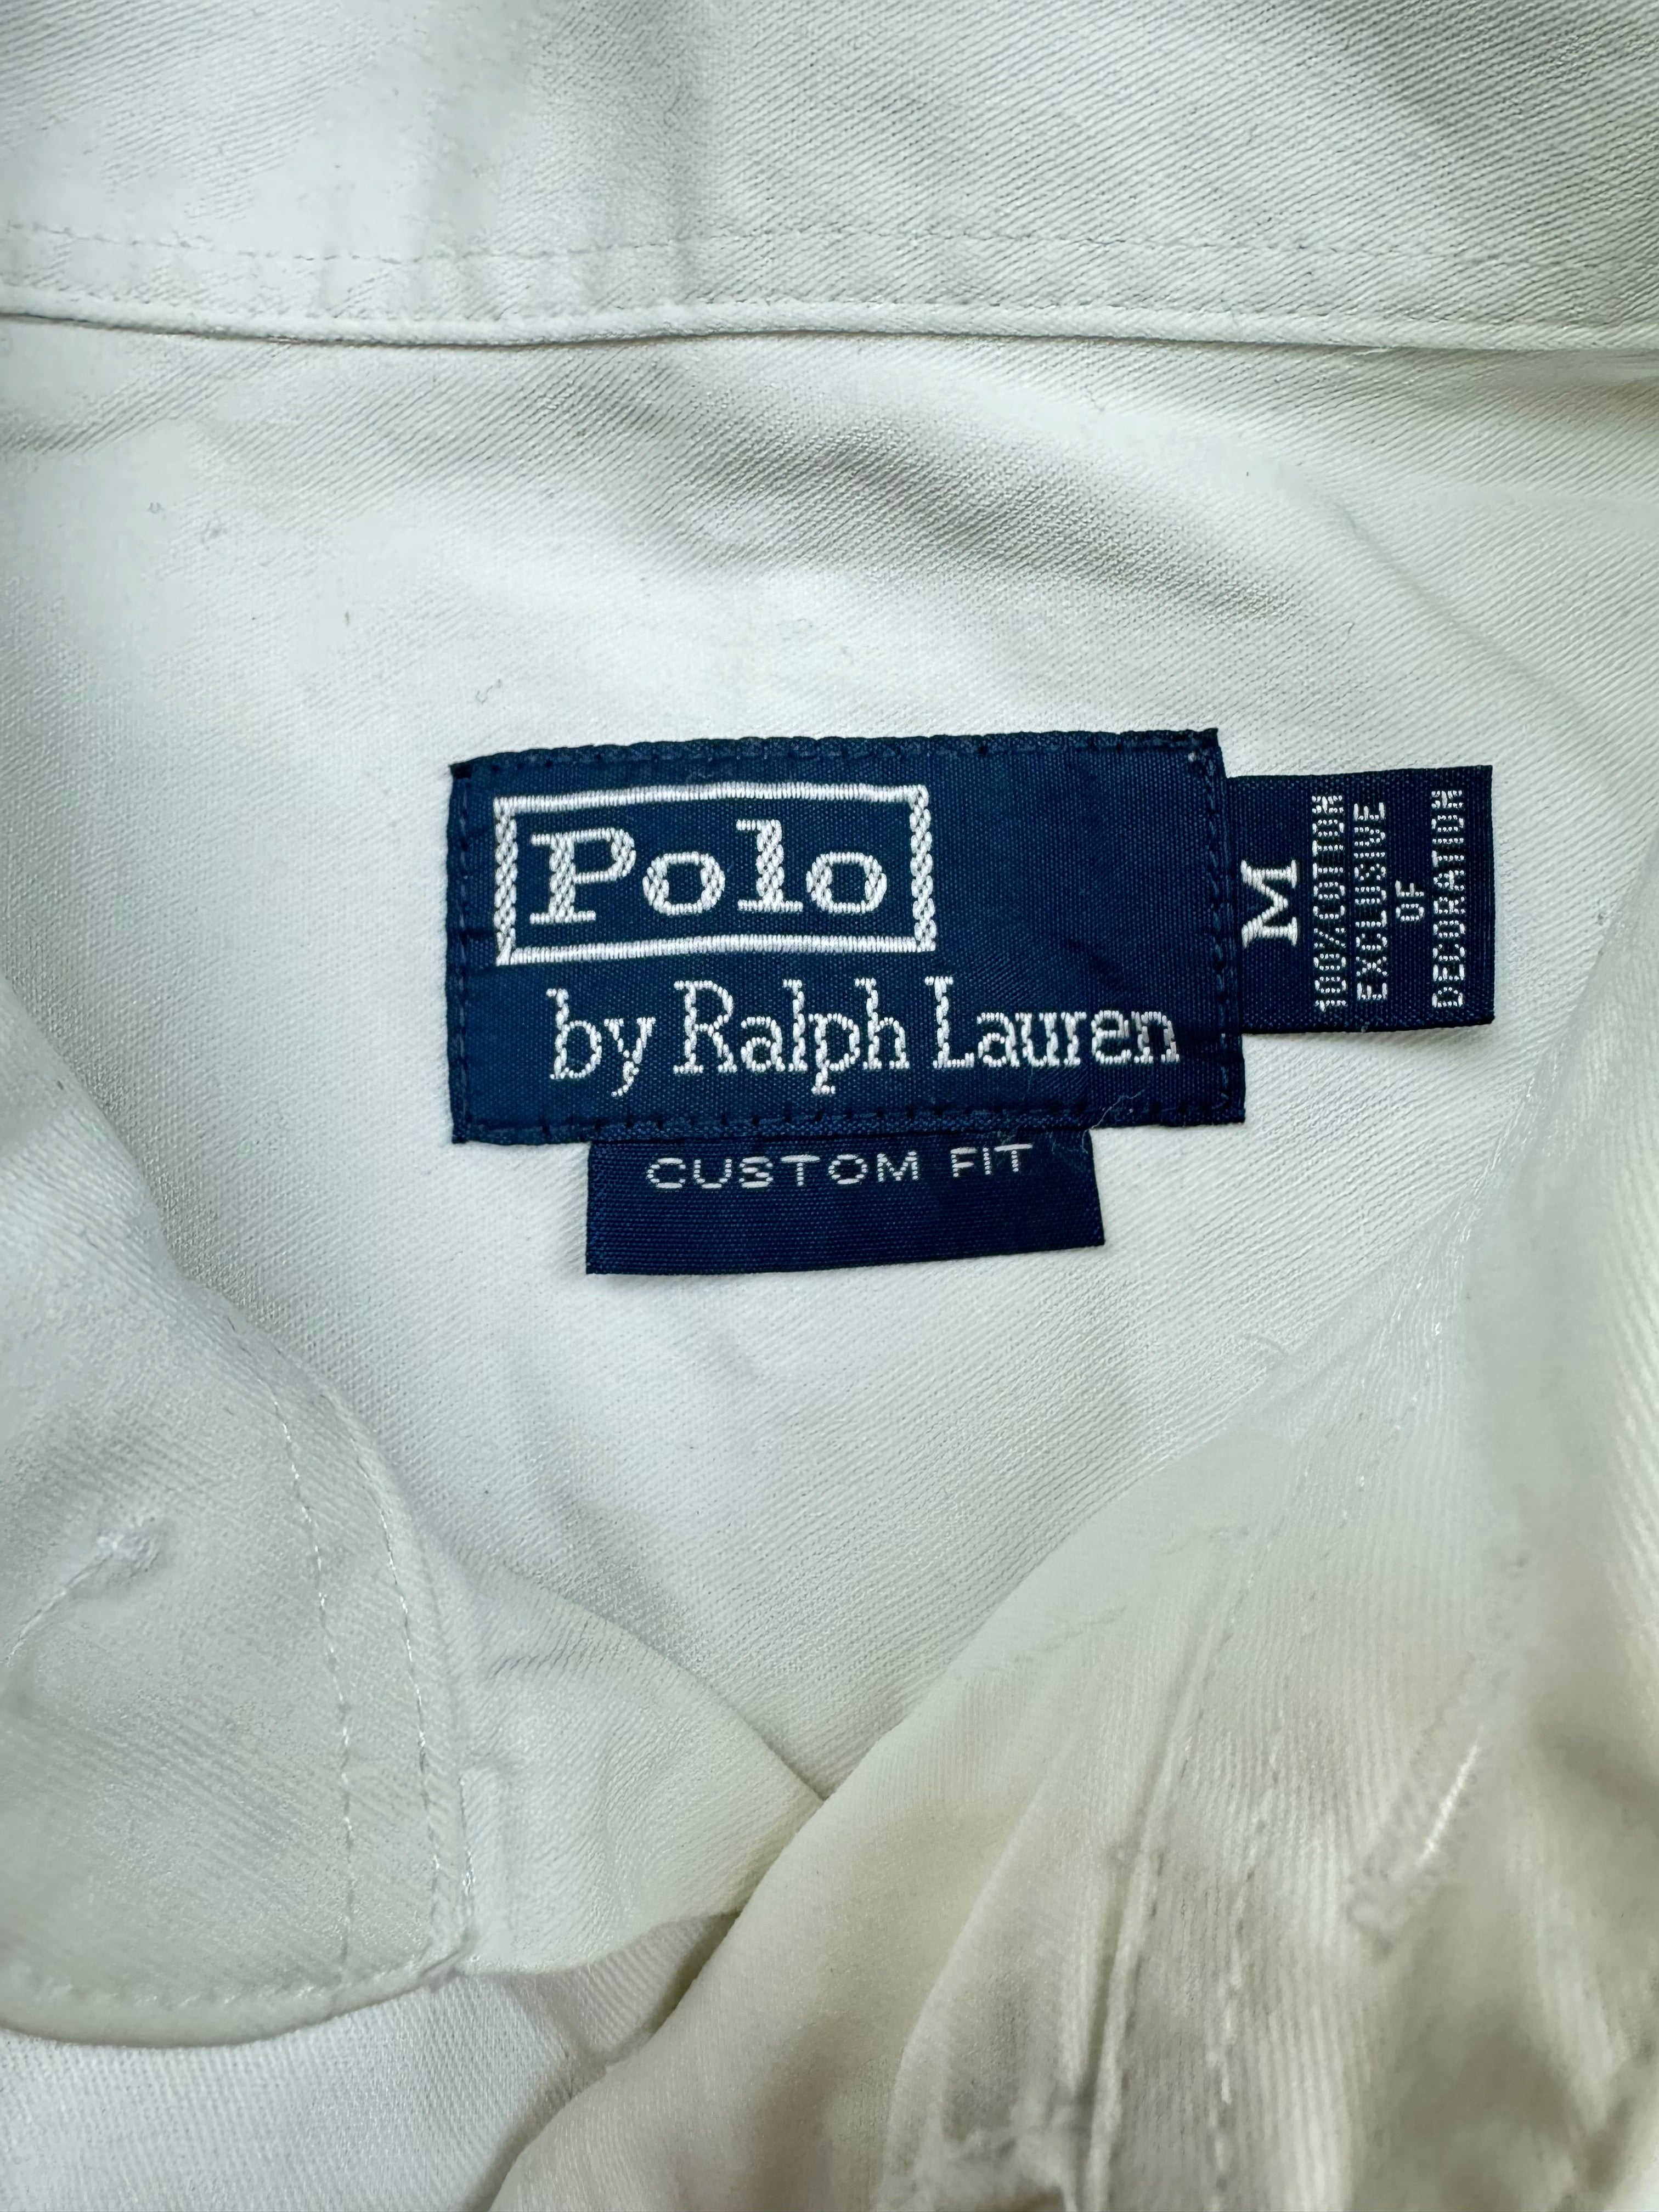 Polo
by Ralph Lauren
CUSTOM FIT
M
100% COTTON
EXCLUSIVE
OF
DECORATION